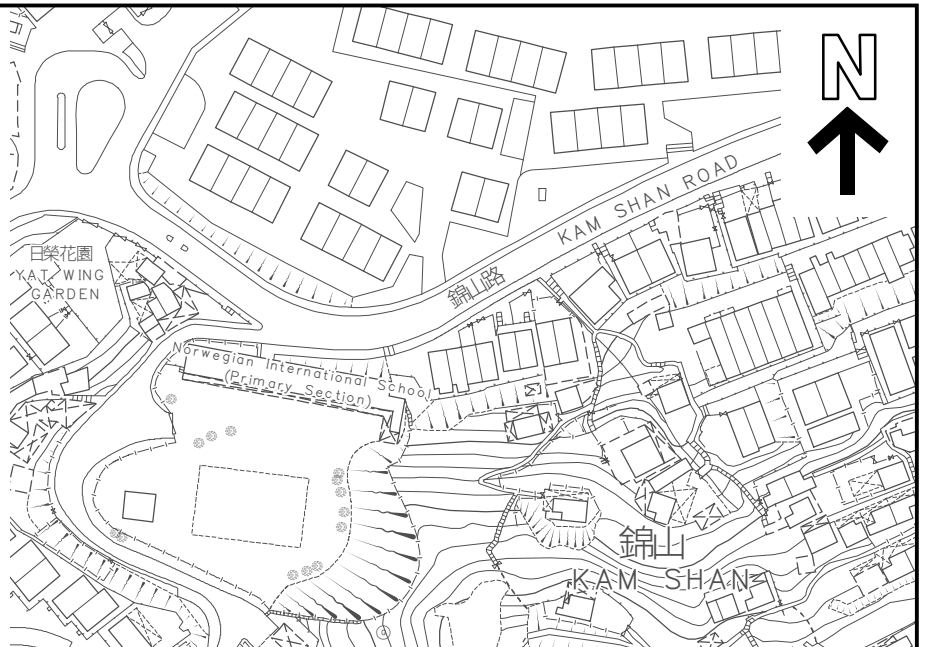 N
KAM SHAN ROAD
錦山路
日榮花園
YAT WING
GARDEN
Norwegian International School
(Primary Section)
錦山
KAM SHAN